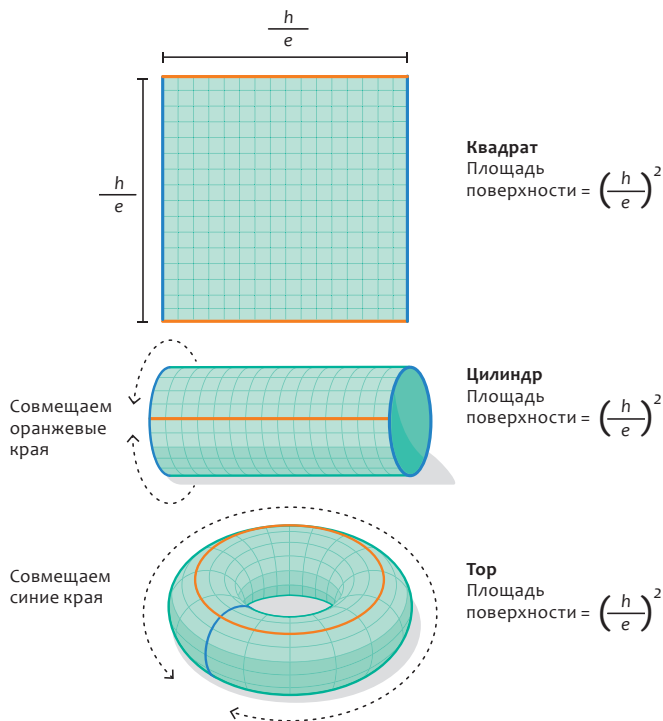 h
e
h
e
Квадрат
Площадь
поверхности = (h/e)²
Совмещаем
оранжевые
края
Цилиндр
Площадь
поверхности = (h/e)²
Совмещаем
синие края
Тор
Площадь
поверхности = (h/e)²